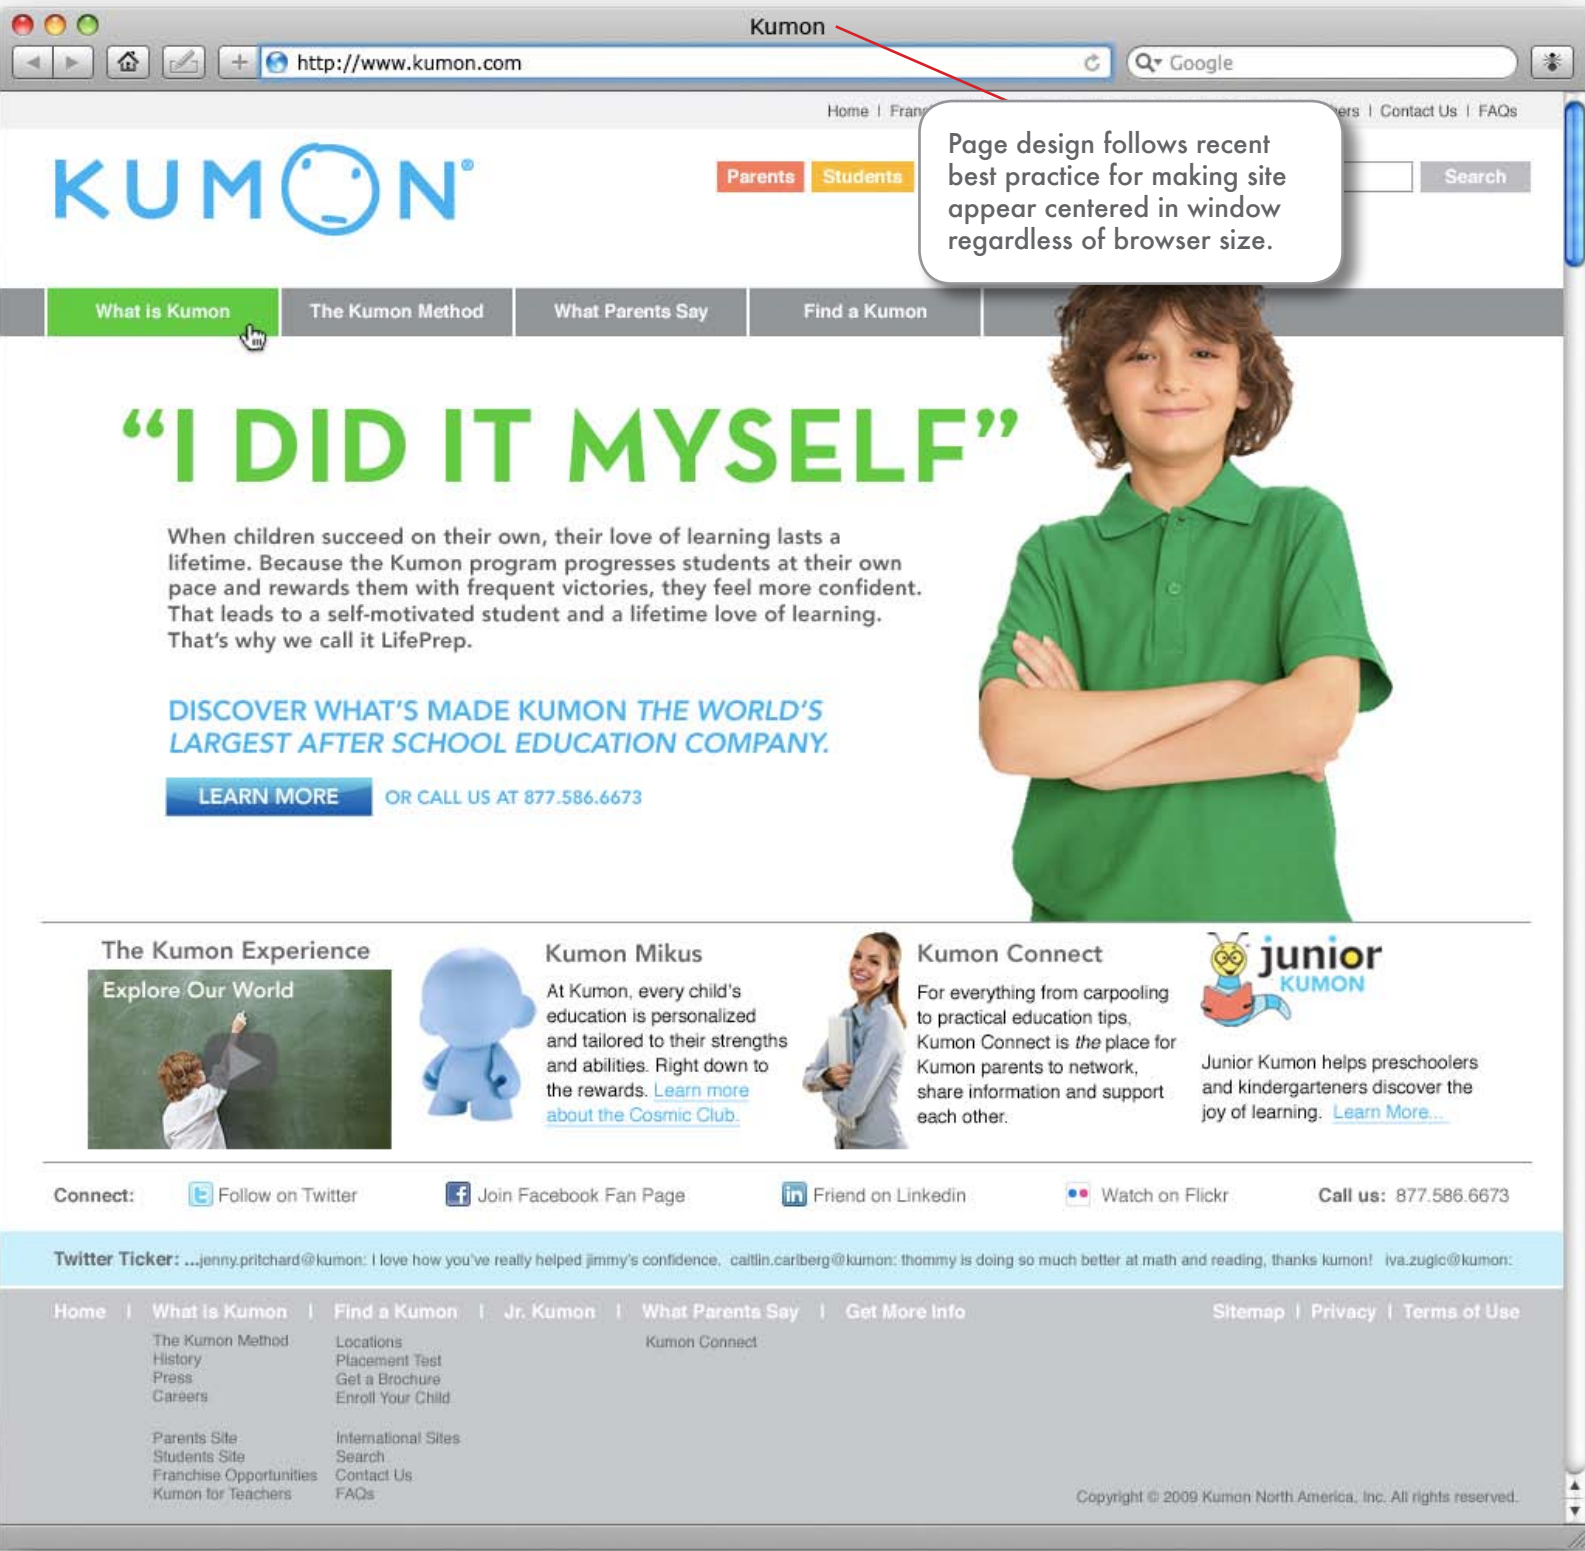 Kumon
http://www.kumon.com
Google
Home | Fran
ers | Contact Us | FAQs
Page design follows recent
best practice for making site
appear centered in window
regardless of browser size.
KUMON®
Parents
Students
Search
What is Kumon
The Kumon Method
What Parents Say
Find a Kumon
“I DID IT MYSELF”
When children succeed on their own, their love of learning lasts a
lifetime. Because the Kumon program progresses students at their own
pace and rewards them with frequent victories, they feel more confident.
That leads to a self-motivated student and a lifetime love of learning.
That’s why we call it LifePrep.
DISCOVER WHAT’S MADE KUMON THE WORLD’S
LARGEST AFTER SCHOOL EDUCATION COMPANY.
LEARN MORE
OR CALL US AT 877.586.6673
The Kumon Experience
Explore Our World
Kumon Mikus
At Kumon, every child’s
education is personalized
and tailored to their strengths
and abilities. Right down to
the rewards. Learn more
about the Cosmic Club.
Kumon Connect
For everything from carpooling
to practical education tips,
Kumon Connect is the place for
Kumon parents to network,
share information and support
each other.
junior
KUMON
Junior Kumon helps preschoolers
and kindergarteners discover the
joy of learning. Learn More...
Connect:
Follow on Twitter
Join Facebook Fan Page
Friend on Linkedin
Watch on Flickr
Call us: 877.586.6673
Twitter Ticker: ...jenny.pritchard@kumon: I love how you’ve really helped jimmy’s confidence. caitlin.carlberg@kumon: thommy is doing so much better at math and reading, thanks kumon! iva.zugic@kumon:
Home | What is Kumon | Find a Kumon | Jr. Kumon | What Parents Say | Get More Info
Sitemap | Privacy | Terms of Use
The Kumon Method
History
Press
Careers
Parents Site
Students Site
Franchise Opportunities
Kumon for Teachers
Locations
Placement Test
Get a Brochure
Enroll Your Child
International Sites
Search
Contact Us
FAQs
Kumon Connect
Copyright © 2009 Kumon North America, Inc. All rights reserved.